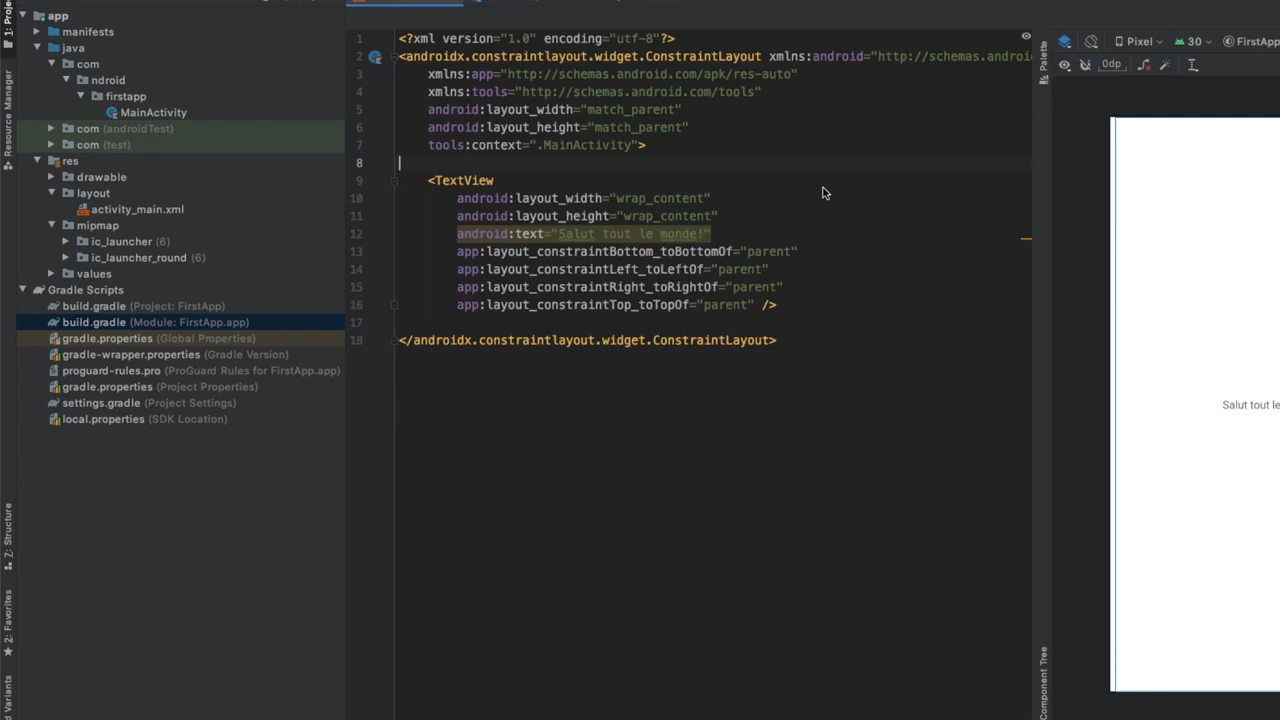 1: Proje
Resource Manager
7: Structure
2: Favorites
d Variants
app
manifests
java
com
ndroid
firstapp
MainActivity
com (androidTest)
com (test)
res
drawable
layout
activity_main.xml
mipmap
ic_launcher (6)
ic_launcher_round (6)
values
Gradle Scripts
build.gradle (Project: FirstApp)
build.gradle (Module: FirstApp.app)
gradle.properties (Global Properties)
gradle-wrapper.properties (Gradle Version)
proguard-rules.pro (ProGuard Rules for FirstApp.app)
gradle.properties (Project Properties)
settings.gradle (Project Settings)
local.properties (SDK Location)
1 <?xml version="1.0" encoding="utf-8"?>
2 <androidx.constraintlayout.widget.ConstraintLayout xmlns:android="http://schemas.androi
3 xmlns:app="http://schemas.android.com/apk/res-auto"
4 xmlns:tools="http://schemas.android.com/tools"
5 android:layout_width="match_parent"
6 android:layout_height="match_parent"
7 tools:context=".MainActivity">
8
9 <TextView
10 android:layout_width="wrap_content"
11 android:layout_height="wrap_content"
12 android:text="Salut tout le monde!"
13 app:layout_constraintBottom_toBottomOf="parent"
14 app:layout_constraintLeft_toLeftOf="parent"
15 app:layout_constraintRight_toRightOf="parent"
16 app:layout_constraintTop_toTopOf="parent" />
17
18 </androidx.constraintlayout.widget.ConstraintLayout>
Palette
Component Tree
Pixel 30 FirstApp
0dp
Salut tout le